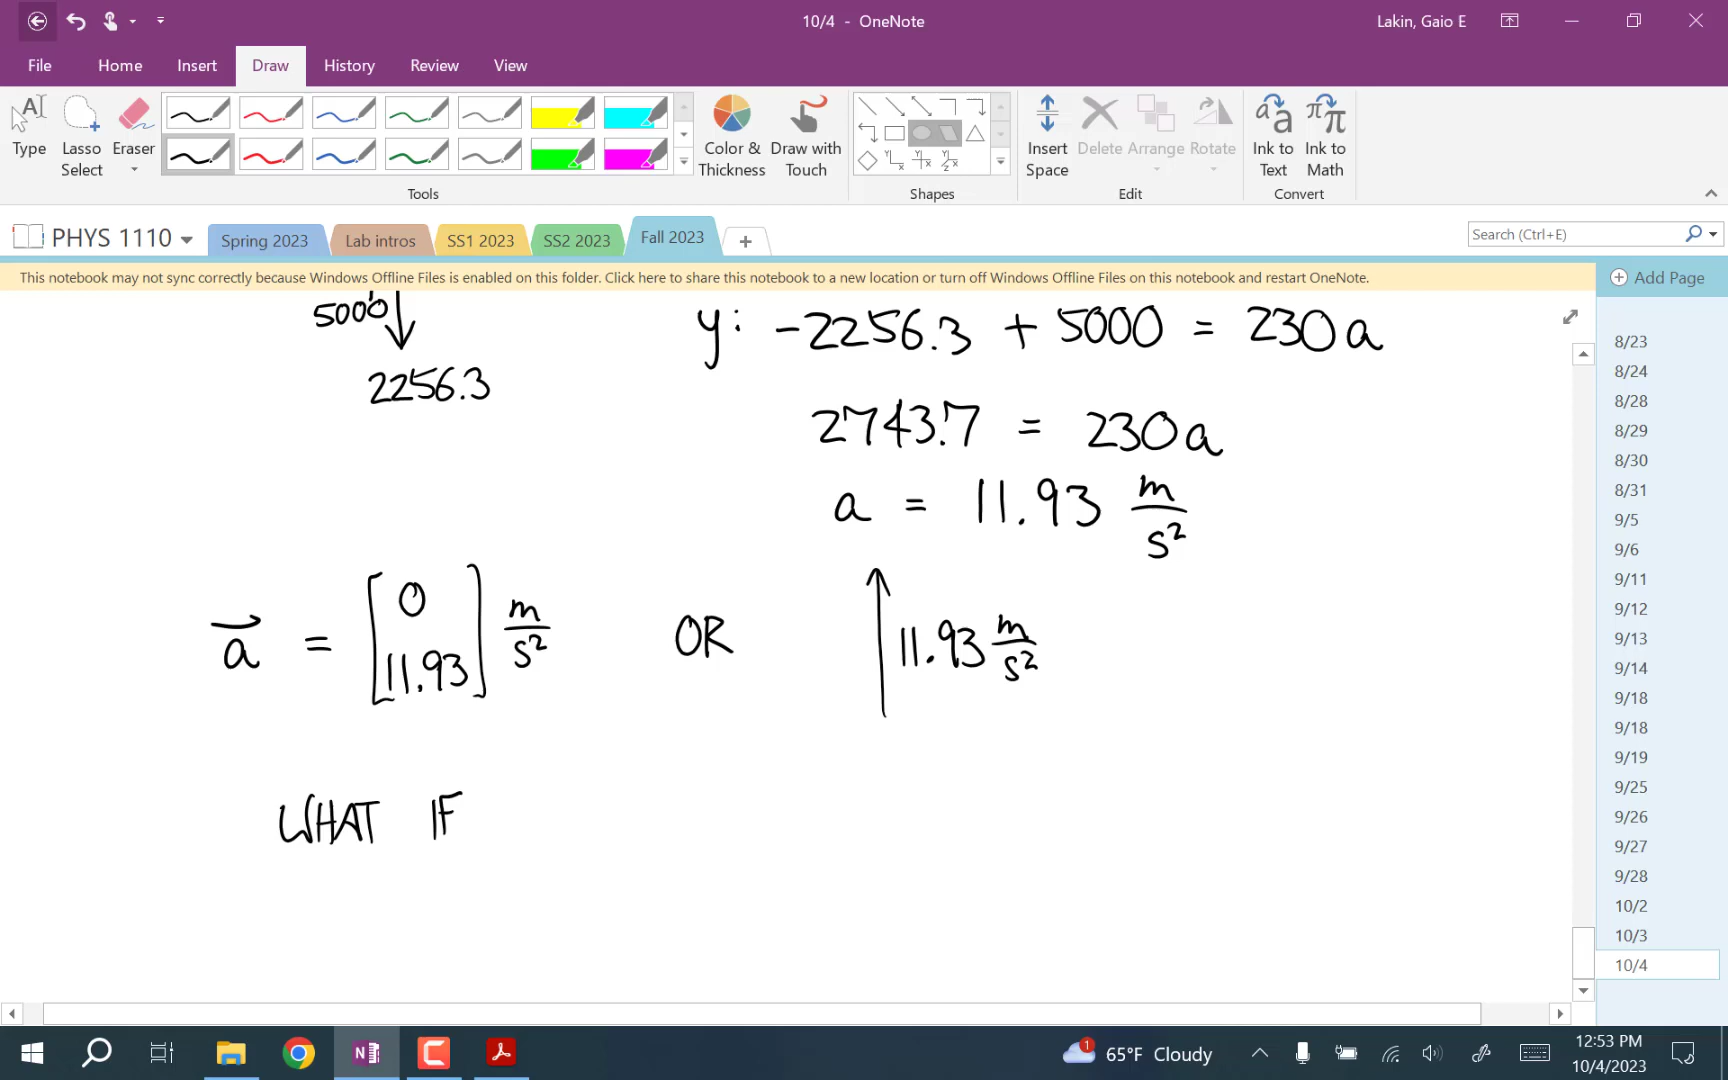 10/4 - OneNote
Lakin, Gaio E
File Home Insert Draw History Review View
Type
Lasso Select
Eraser
Color & Thickness
Draw with Touch
Insert Space
Delete
Arrange
Rotate
Ink to Text
Ink to Math
Tools
Shapes
Edit
Convert
PHYS 1110
Spring 2023
Lab intros
SS1 2023
SS2 2023
Fall 2023
Search (Ctrl+E)
This notebook may not sync correctly because Windows Offline Files is enabled on this folder. Click here to share this notebook to a new location or turn off Windows Offline Files on this notebook and restart OneNote.
Add Page
8/23
8/24
8/28
8/29
8/30
8/31
9/5
9/6
9/11
9/12
9/13
9/14
9/18
9/18
9/19
9/25
9/26
9/27
9/28
10/2
10/3
10/4
5000
2256.3
y: -2256.3 + 5000 = 230a
2743.7 = 230a
a = 11.93 m/s²
a⃗ = [0 11.93] m/s² OR 11.93 m/s²
WHAT IF
1
65°F Cloudy
12:53 PM
10/4/2023